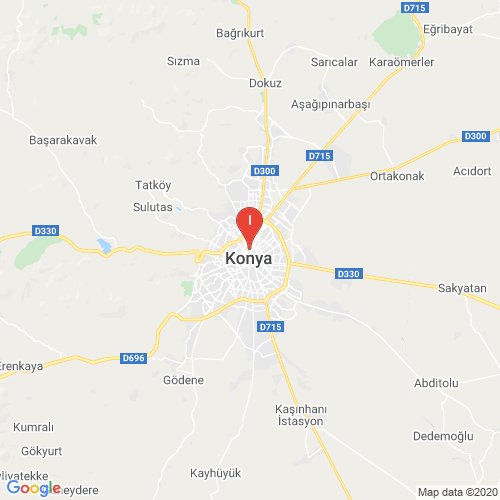 D715
Eğribayat
Bağrıkurt
Sızma
Sarıcalar
Karaömerler
Dokuz
Aşağıpınarbaşı
D300
Başarakavak
D715
D300
Acıdort
Ortakonak
Tatköy
Sulutas
I
D330
Konya
D330
Sakyatan
D715
D696
Erenkaya
Gödene
Abditolu
Kaşınhanı
İstasyon
Kumralı
Dedemoğlu
Gökyurt
Kayhüyük
Google
Map data ©2020